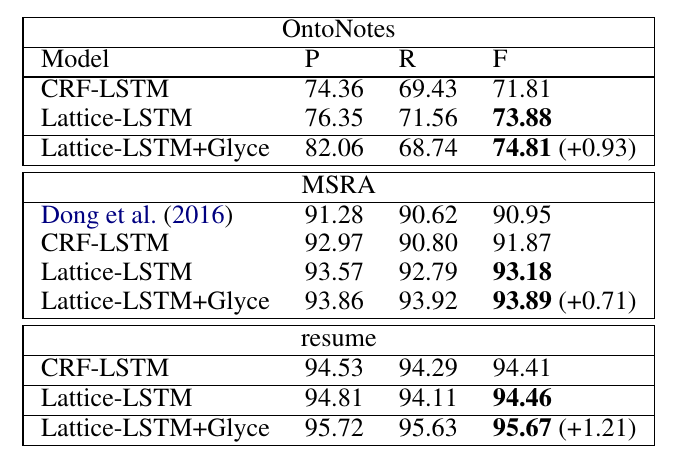 OntoNotes
Model P R F
CRF-LSTM 74.36 69.43 71.81
Lattice-LSTM 76.35 71.56 73.88
Lattice-LSTM+Glyce 82.06 68.74 74.81 (+0.93)
MSRA
Dong et al. (2016) 91.28 90.62 90.95
CRF-LSTM 92.97 90.80 91.87
Lattice-LSTM 93.57 92.79 93.18
Lattice-LSTM+Glyce 93.86 93.92 93.89 (+0.71)
resume
CRF-LSTM 94.53 94.29 94.41
Lattice-LSTM 94.81 94.11 94.46
Lattice-LSTM+Glyce 95.72 95.63 95.67 (+1.21)